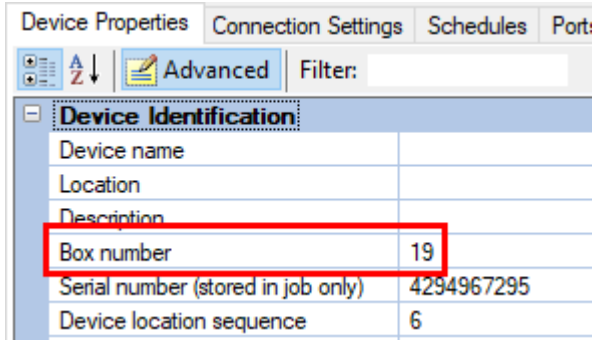 Device Properties Connection Settings Schedules Ports
A Z Advanced Filter:
Device Identification
Device name
Location
Description
Box number 19
Serial number (stored in job only) 4294967295
Device location sequence 6